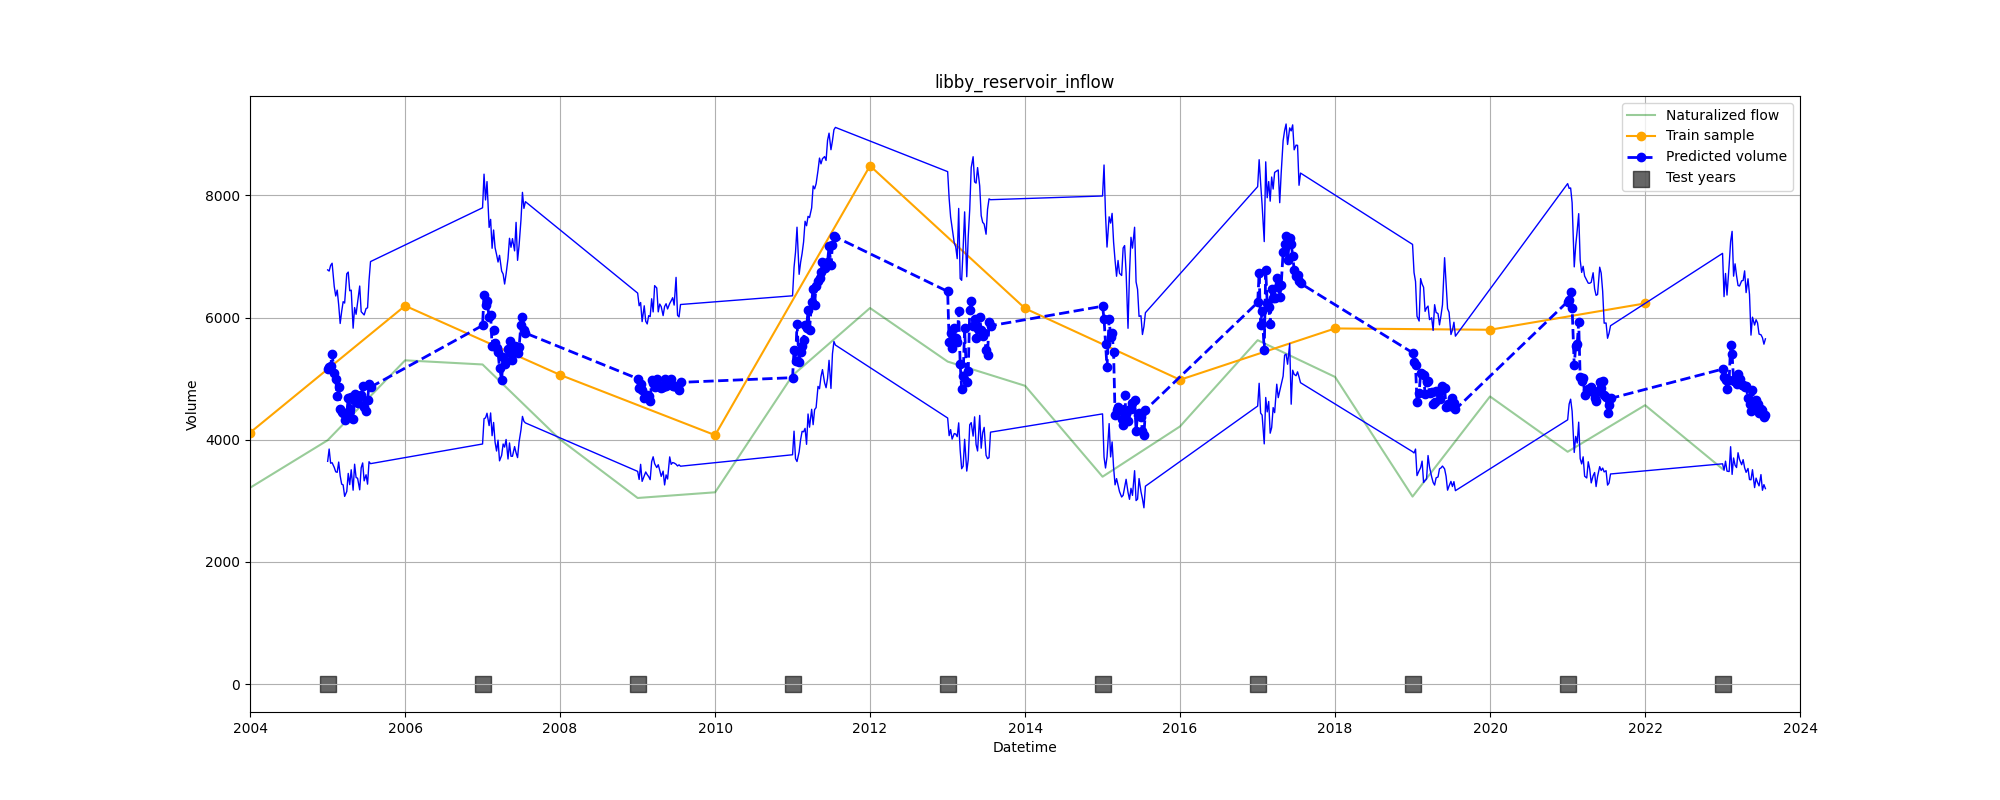 libby_reservoir_inflow
Naturalized flow
Train sample
Predicted volume
Test years
Volume
8000
6000
4000
2000
0
2004 2006 2008 2010 2012 2014 2016 2018 2020 2022 2024
Datetime